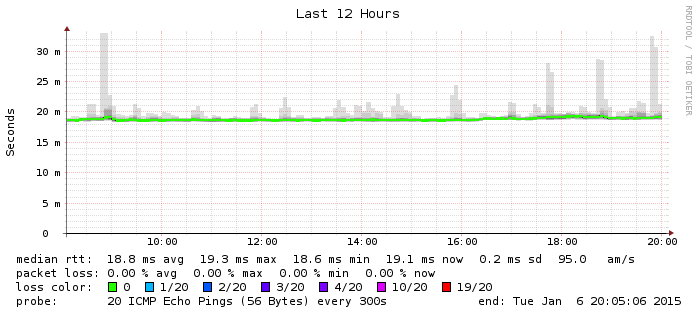 Last 12 Hours
RRDTOOL / TOBI OETIKER
Seconds
30 m
25 m
20 m
15 m
10 m
5 m
0
10:00 12:00 14:00 16:00 18:00 20:00
median rtt: 18.8 ms avg 19.3 ms max 18.6 ms min 19.1 ms now 0.2 ms sd 95.0 am/s
packet loss: 0.00 % avg 0.00 % max 0.00 % min 0.00 % now
loss color: 0 1/20 2/20 3/20 4/20 10/20 19/20
probe: 20 ICMP Echo Pings (56 Bytes) every 300s end: Tue Jan 6 20:05:06 2015